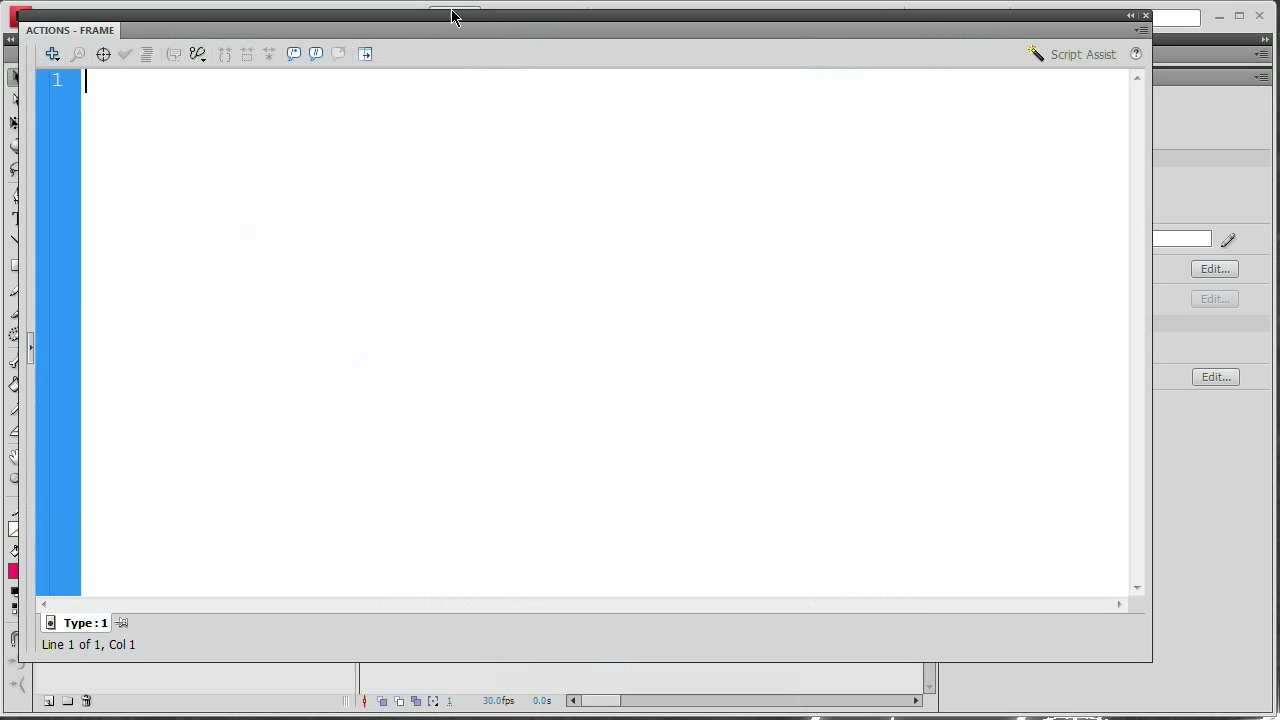 ACTIONS - FRAME
Script Assist
1
Edit...
Edit...
Edit...
Type : 1
Line 1 of 1, Col 1
1 30.0fps 0.0s